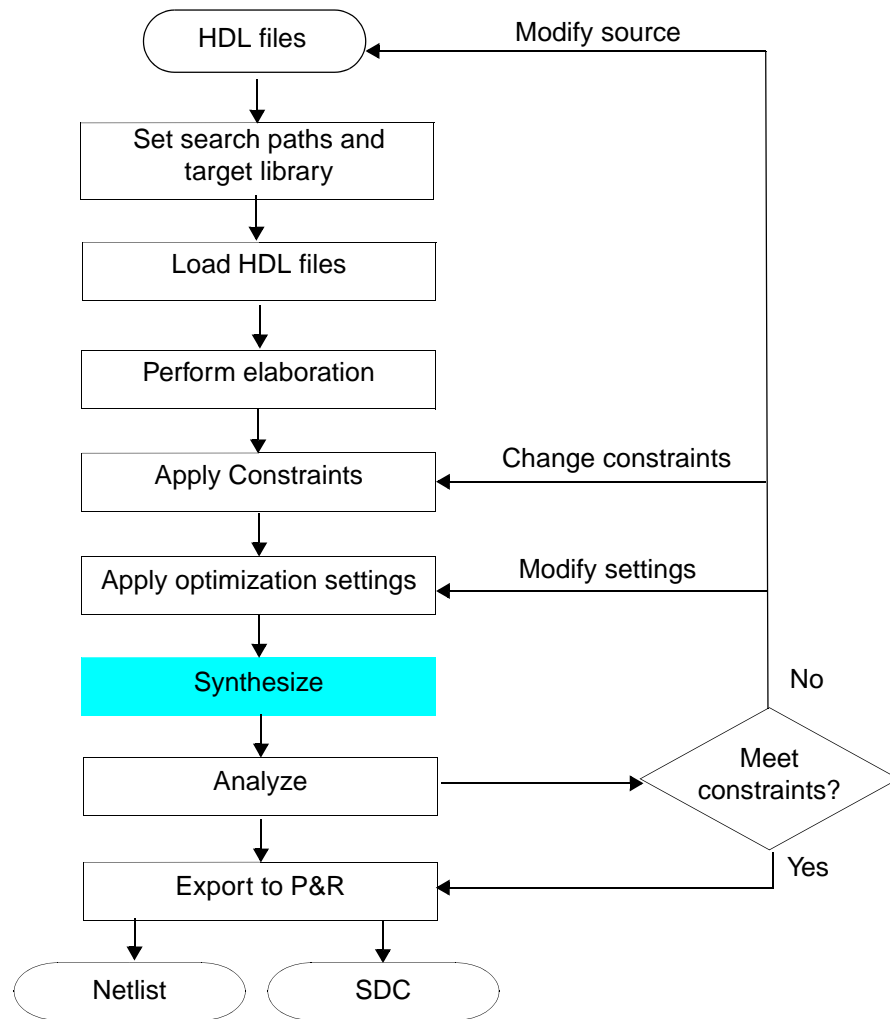 HDL files
Modify source
Set search paths and
target library
Load HDL files
Perform elaboration
Apply Constraints
Change constraints
Apply optimization settings
Modify settings
Synthesize
No
Analyze
Meet
constraints?
Yes
Export to P&R
Netlist
SDC